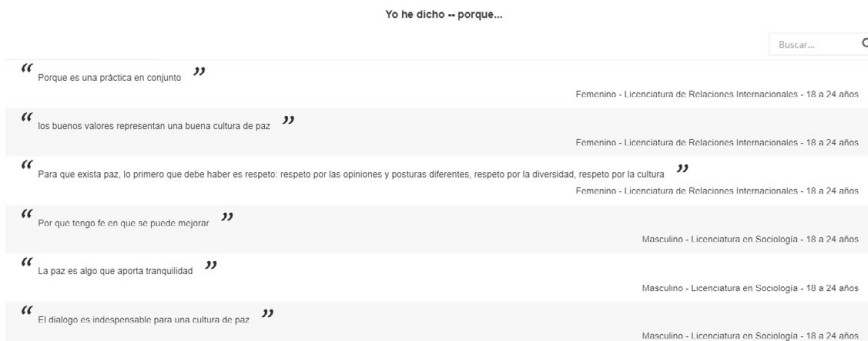 Yo he dicho -- porque...
Buscar...
“ Porque es una práctica en conjunto ”
Femenino - Licenciatura de Relaciones Internacionales - 18 a 24 años
“ los buenos valores representan una buena cultura de paz ”
Femenino - Licenciatura de Relaciones Internacionales - 18 a 24 años
“ Para que exista paz, lo primero que debe haber es respeto: respeto por las opiniones y posturas diferentes, respeto por la diversidad, respeto por la cultura ”
Femenino - Licenciatura de Relaciones Internacionales - 18 a 24 años
“ Por que tengo fe en que se puede mejorar ”
Masculino - Licenciatura en Sociología - 18 a 24 años
“ La paz es algo que aporta tranquilidad ”
Masculino - Licenciatura en Sociología - 18 a 24 años
“ El dialogo es indespensable para una cultura de paz ”
Masculino - Licenciatura en Sociología - 18 a 24 años